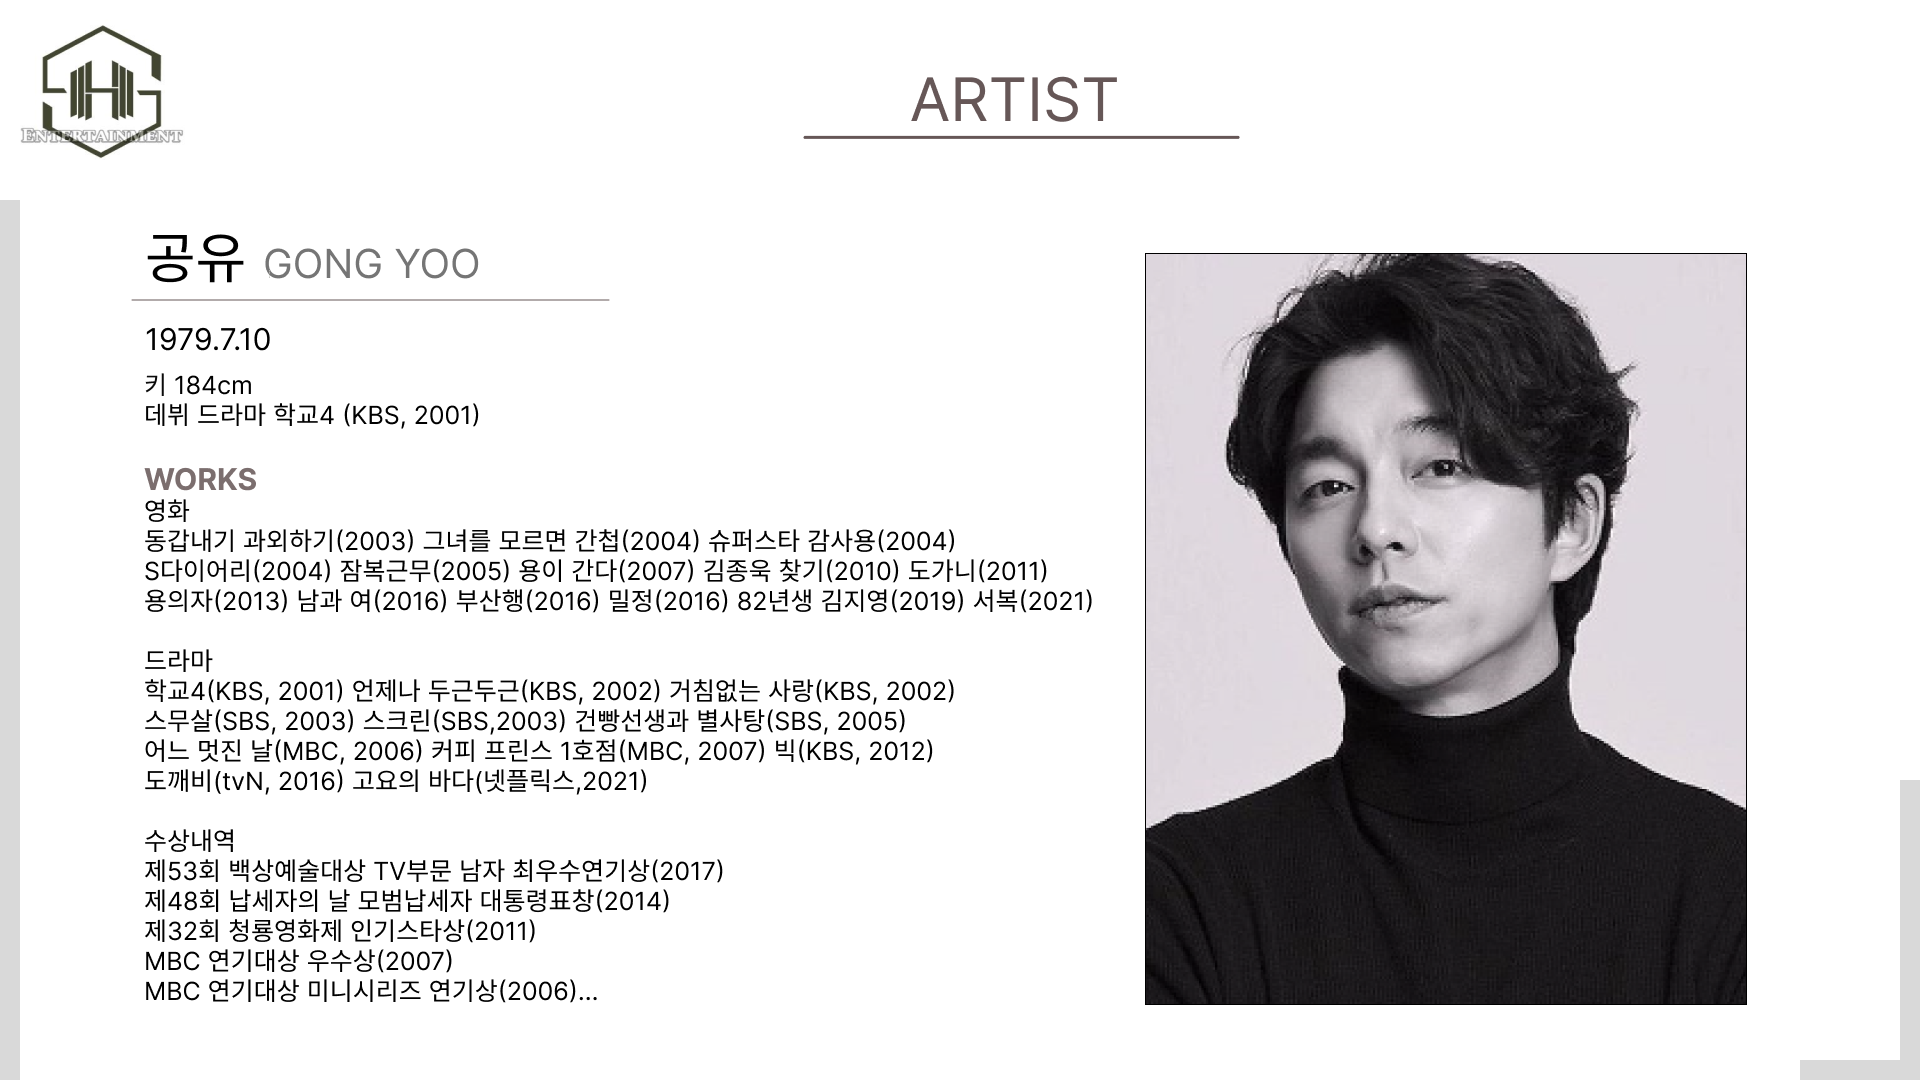 SHG
ENTERTAINMENT
ARTIST
공유 GONG YOO
1979.7.10
키 184cm
데뷔 드라마 학교4 (KBS, 2001)
WORKS
영화
동갑내기 과외하기(2003) 그녀를 모르면 간첩(2004) 슈퍼스타 감사용(2004)
S다이어리(2004) 잠복근무(2005) 용이 간다(2007) 김종욱 찾기(2010) 도가니(2011)
용의자(2013) 남과 여(2016) 부산행(2016) 밀정(2016) 82년생 김지영(2019) 서복(2021)
드라마
학교4(KBS, 2001) 언제나 두근두근(KBS, 2002) 거침없는 사랑(KBS, 2002)
스무살(SBS, 2003) 스크린(SBS,2003) 건빵선생과 별사탕(SBS, 2005)
어느 멋진 날(MBC, 2006) 커피 프린스 1호점(MBC, 2007) 빅(KBS, 2012)
도깨비(tvN, 2016) 고요의 바다(넷플릭스,2021)
수상내역
제53회 백상예술대상 TV부문 남자 최우수연기상(2017)
제48회 납세자의 날 모범납세자 대통령표창(2014)
제32회 청룡영화제 인기스타상(2011)
MBC 연기대상 우수상(2007)
MBC 연기대상 미니시리즈 연기상(2006)...